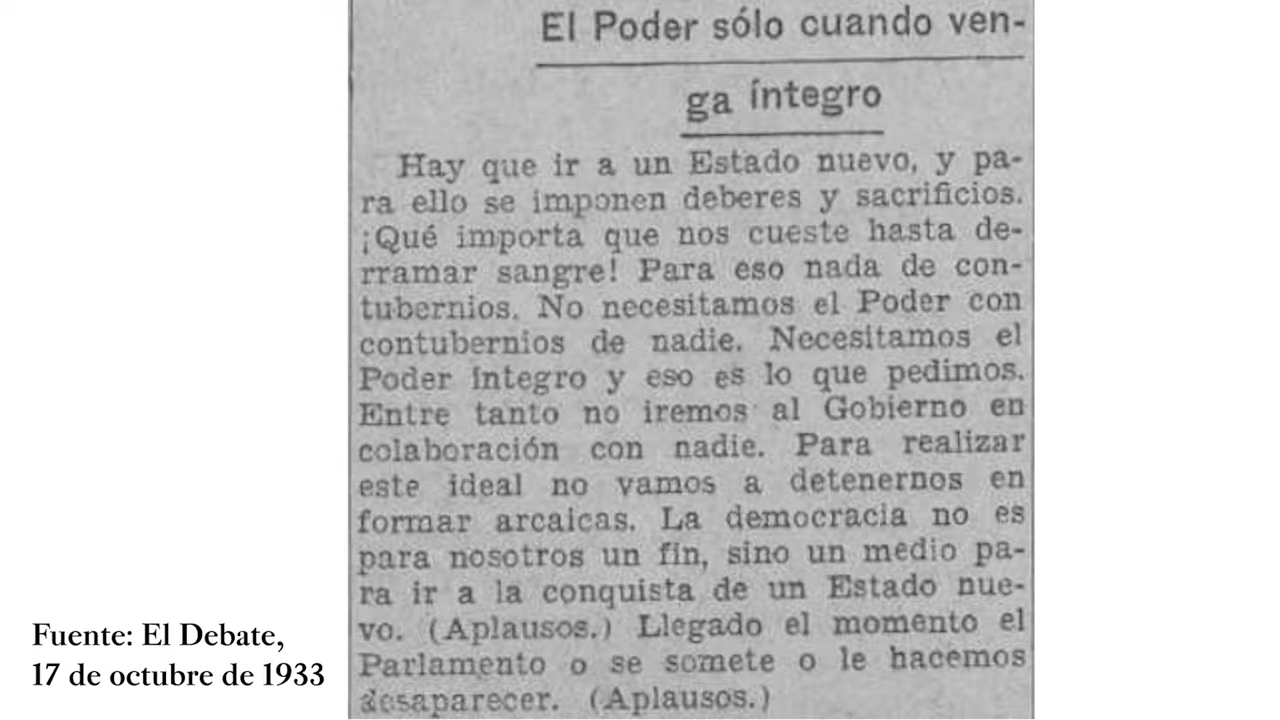 El Poder sólo cuando ven-
ga íntegro
Hay que ir a un Estado nuevo, y pa-
ra ello se imponen deberes y sacrificios.
¡Qué importa que nos cueste hasta de-
rramar sangre! Para eso nada de con-
tubernios. No necesitamos el Poder con
contubernios de nadie. Necesitamos el
Poder íntegro y eso es lo que pedimos.
Entre tanto no iremos al Gobierno en
colaboración con nadie. Para realizar
este ideal no vamos a detenernos en
formar arcaicas. La democracia no es
para nosotros un fin, sino un medio pa-
ra ir a la conquista de un Estado nue-
vo. (Aplausos.) Llegado el momento el
Parlamento o se somete o le hacemos
desaparecer. (Aplausos.)
Fuente: El Debate,
17 de octubre de 1933